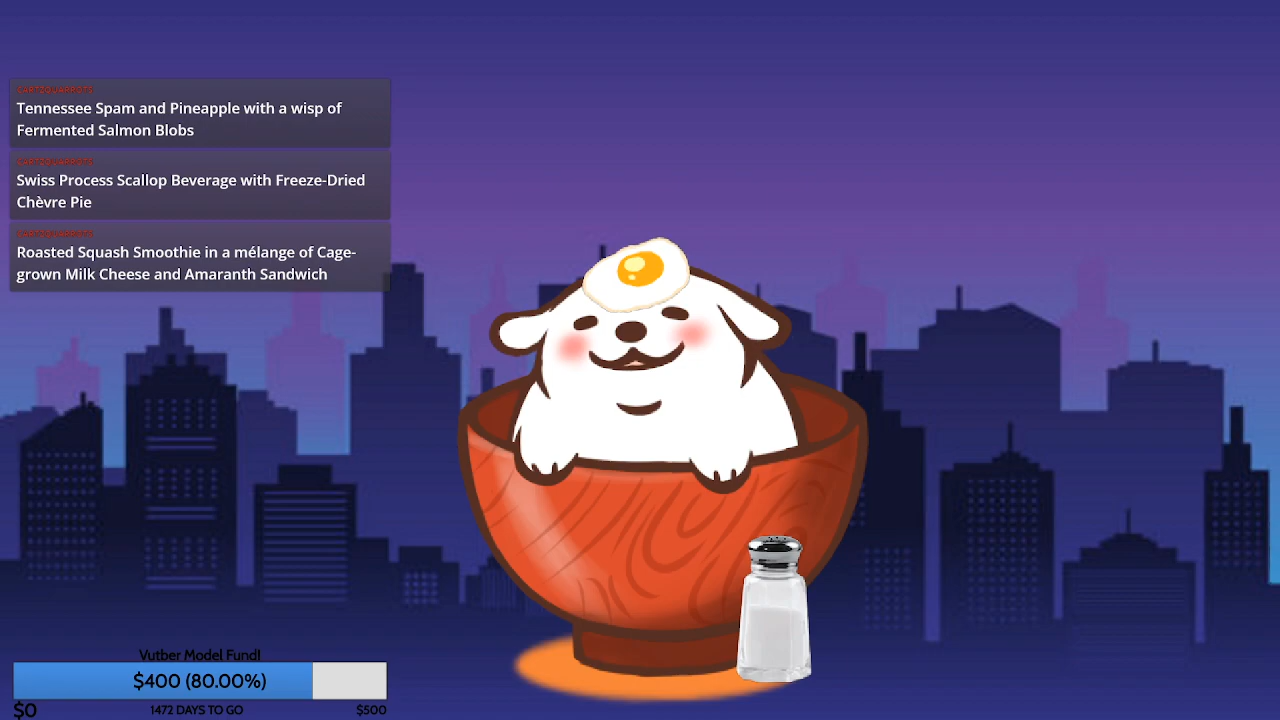 Tennessee Spam and Pineapple with a wisp of
Fermented Salmon Blobs
Swiss Process Scallop Beverage with Freeze-Dried
Chèvre Pie
Roasted Squash Smoothie in a mélange of Cage-
grown Milk Cheese and Amaranth Sandwich
Vutber Model Fund!
$400 (80.00%)
$0
1472 DAYS TO GO
$500